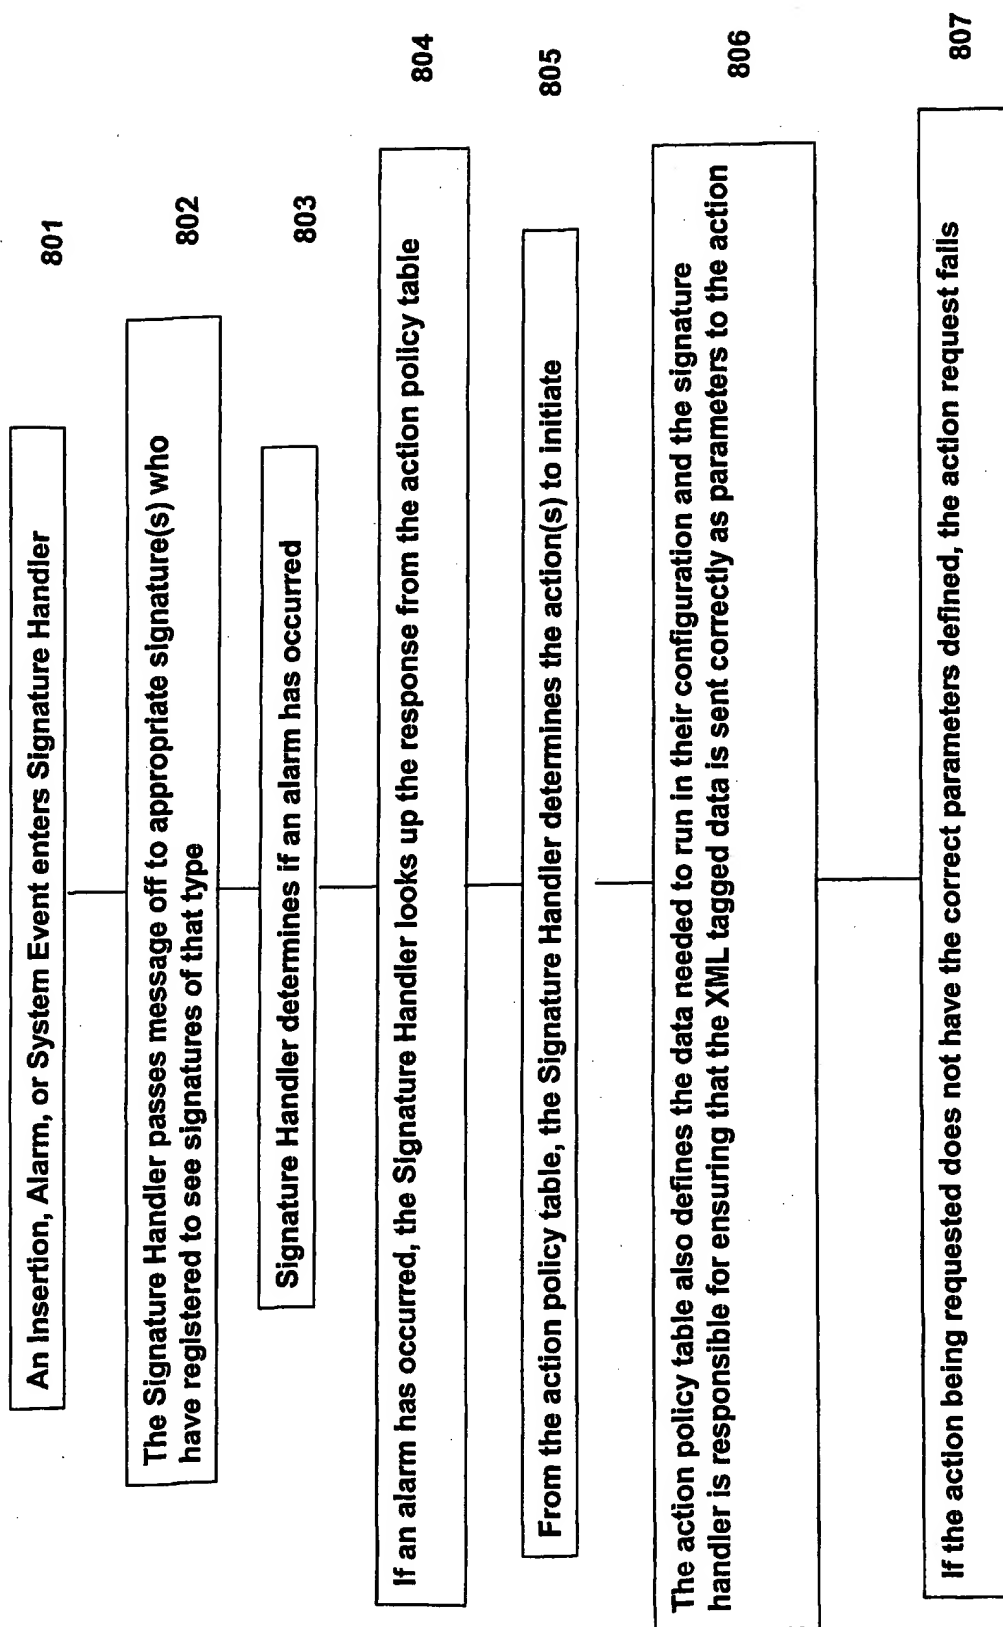 An Insertion, Alarm, or System Event enters Signature Handler
801
The Signature Handler passes message off to appropriate signature(s) who
have registered to see signatures of that type
802
Signature Handler determines if an alarm has occurred
803
If an alarm has occurred, the Signature Handler looks up the response from the action policy table
804
From the action policy table, the Signature Handler determines the action(s) to initiate
805
The action policy table also defines the data needed to run in their configuration and the signature
handler is responsible for ensuring that the XML tagged data is sent correctly as parameters to the action
806
If the action being requested does not have the correct parameters defined, the action request fails
807